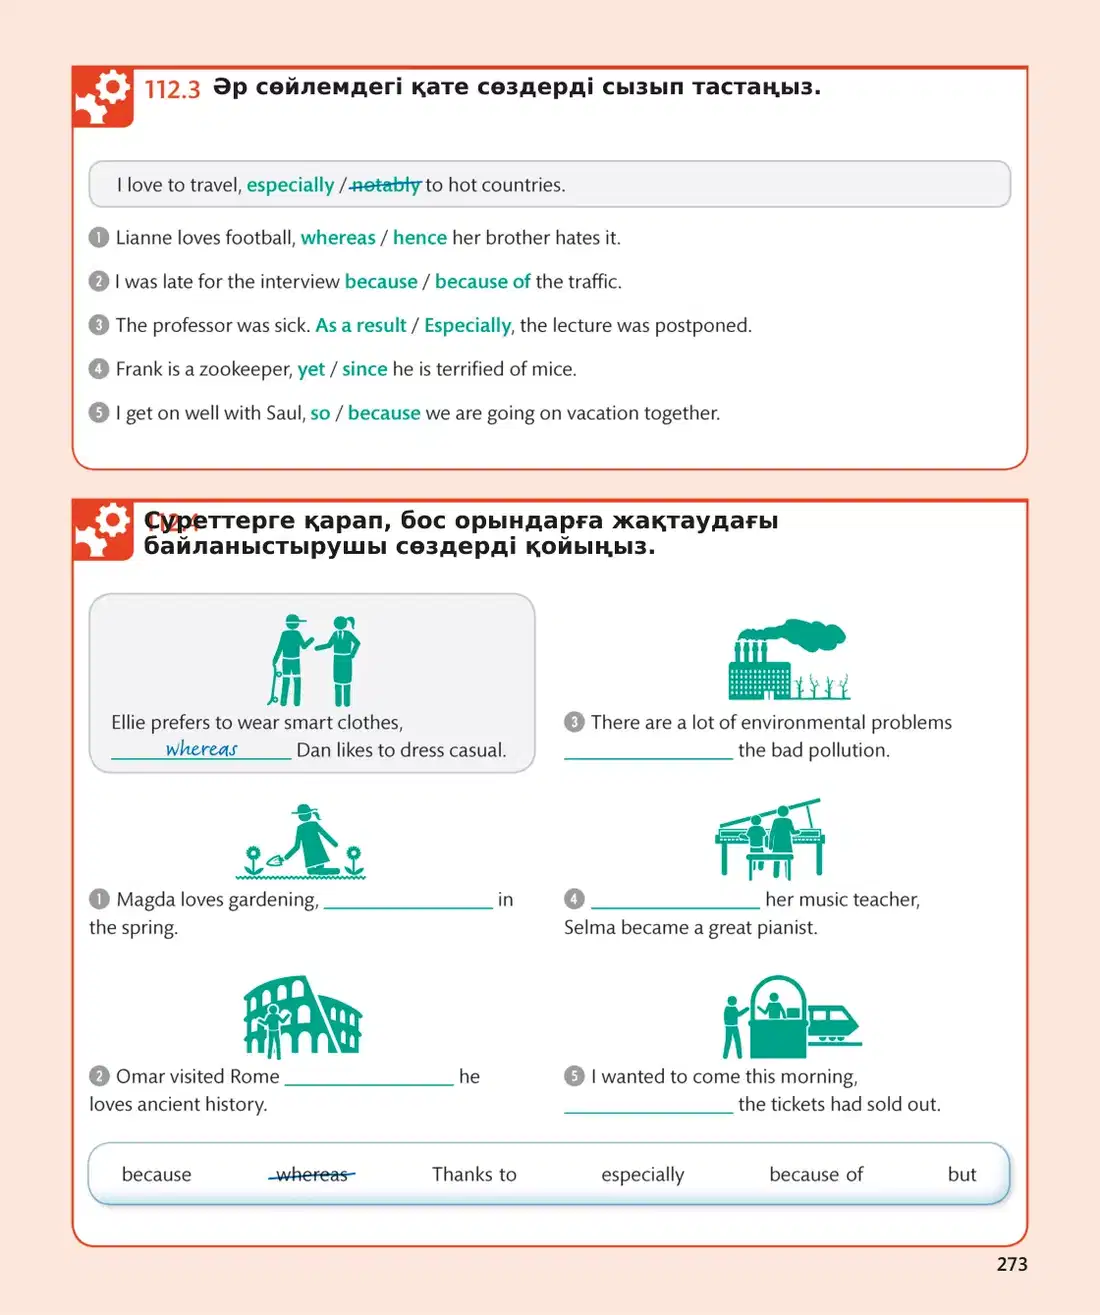 112.3 Әр сөйлемдегі қате сөздерді сызып тастаңыз.
I love to travel, especially / notably to hot countries.
1 Lianne loves football, whereas / hence her brother hates it.
2 I was late for the interview because / because of the traffic.
3 The professor was sick. As a result / Especially, the lecture was postponed.
4 Frank is a zookeeper, yet / since he is terrified of mice.
5 I get on well with Saul, so / because we are going on vacation together.
112.4 Суреттерге қарап, бос орындарға жақтаудағы
байланыстырушы сөздерді қойыңыз.
Ellie prefers to wear smart clothes,
whereas Dan likes to dress casual.
1 Magda loves gardening, in
the spring.
2 Omar visited Rome he
loves ancient history.
3 There are a lot of environmental problems
the bad pollution.
4 her music teacher,
Selma became a great pianist.
5 I wanted to come this morning,
the tickets had sold out.
because whereas Thanks to especially because of but
273